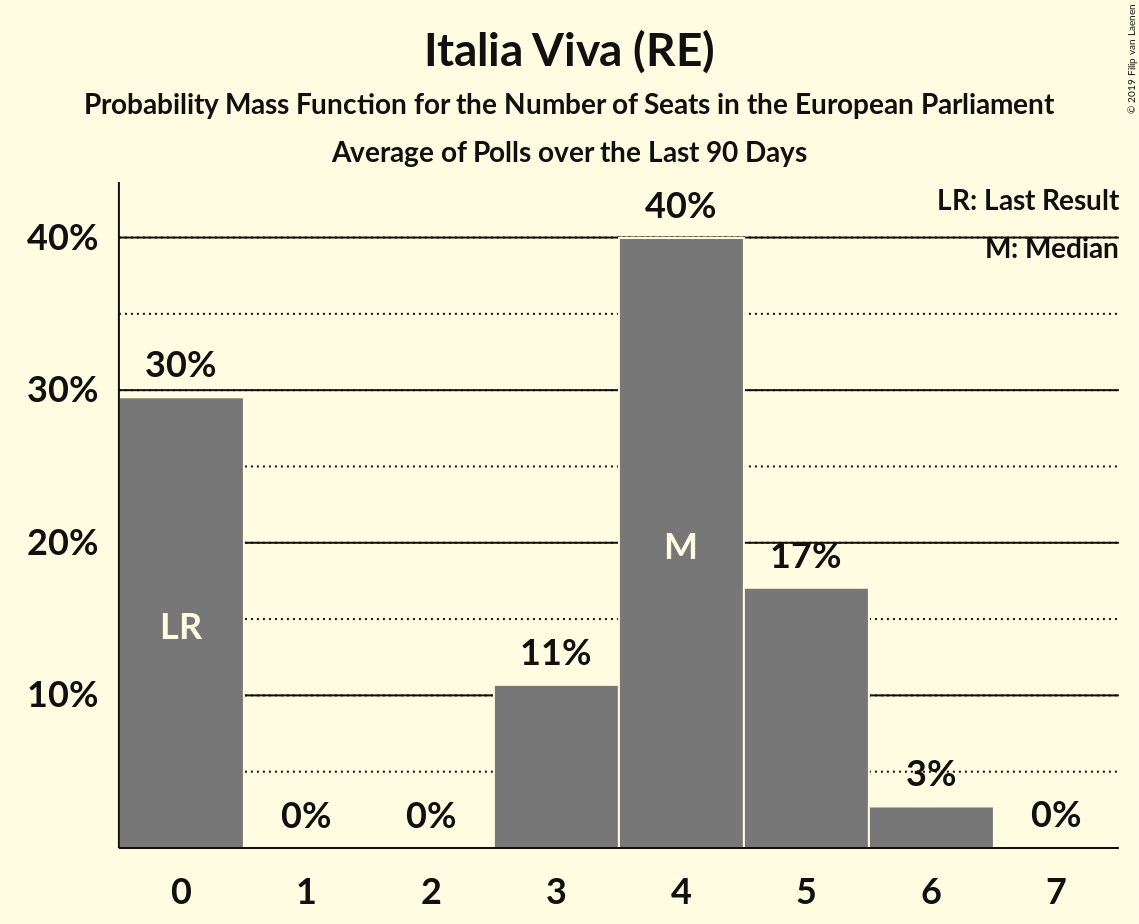 Italia Viva (RE)
Probability Mass Function for the Number of Seats in the European Parliament
Average of Polls over the Last 90 Days
© 2019 Filip van Laenen
LR: Last Result
M: Median
40%
30%
20%
10%
30%
0%
0%
11%
40%
17%
3%
0%
LR
M
0 1 2 3 4 5 6 7